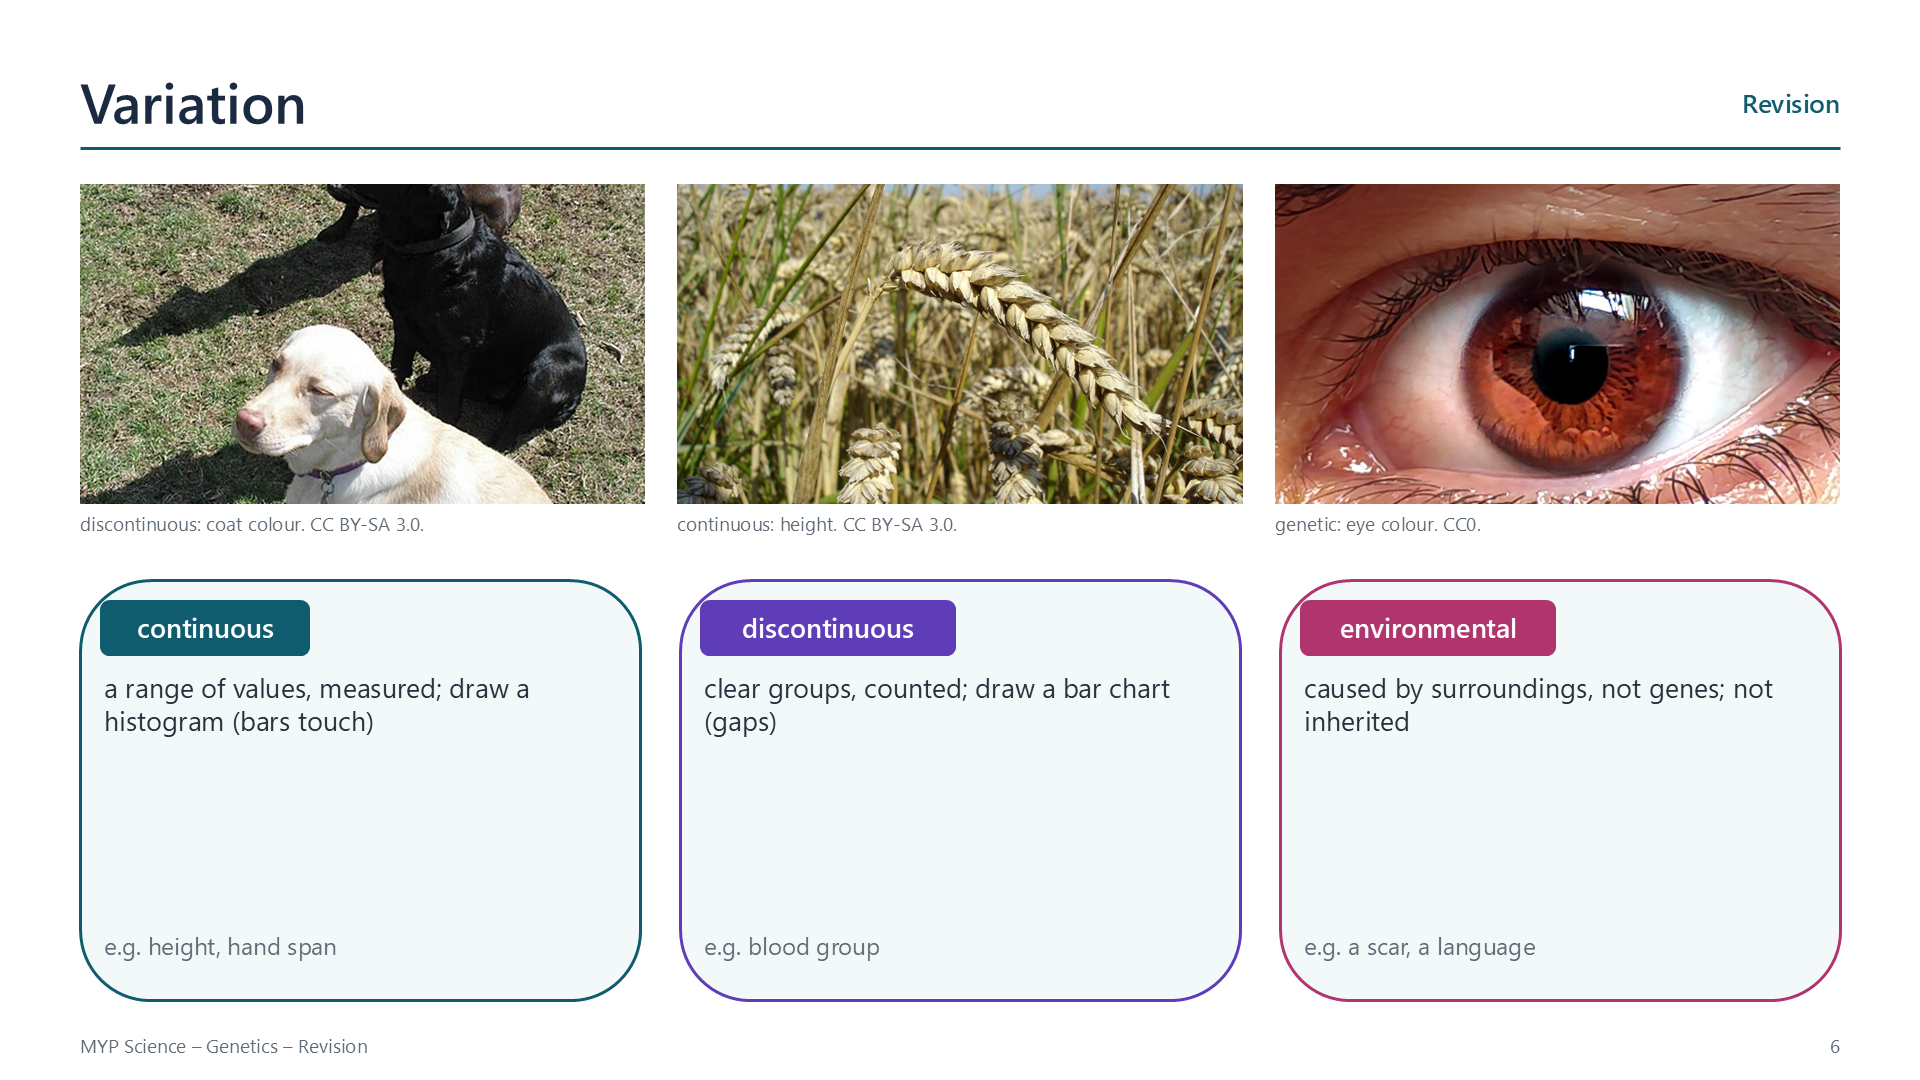 Variation
Revision
discontinuous: coat colour. CC BY-SA 3.0.
continuous: height. CC BY-SA 3.0.
genetic: eye colour. CC0.
continuous
a range of values, measured; draw a
histogram (bars touch)
e.g. height, hand span
discontinuous
clear groups, counted; draw a bar chart
(gaps)
e.g. blood group
environmental
caused by surroundings, not genes; not
inherited
e.g. a scar, a language
MYP Science – Genetics – Revision
6